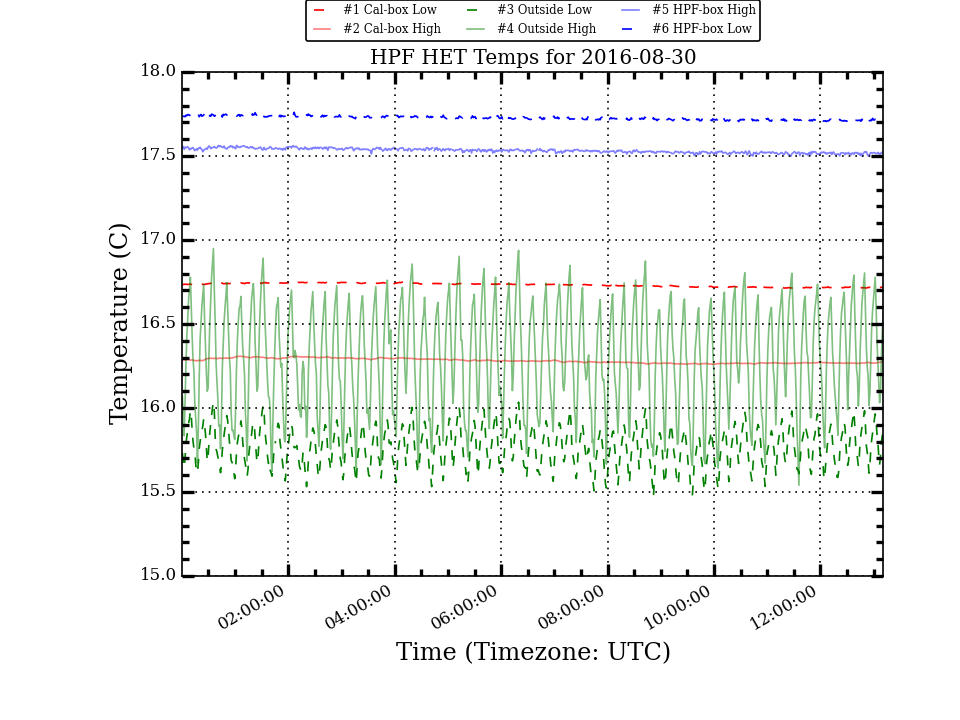 #1 Cal-box Low #3 Outside Low #5 HPF-box High
#2 Cal-box High #4 Outside High #6 HPF-box Low
HPF HET Temps for 2016-08-30
18.0
17.5
17.0
16.5
16.0
15.5
15.0
Temperature (C)
02:00:00 04:00:00 06:00:00 08:00:00 10:00:00 12:00:00
Time (Timezone: UTC)